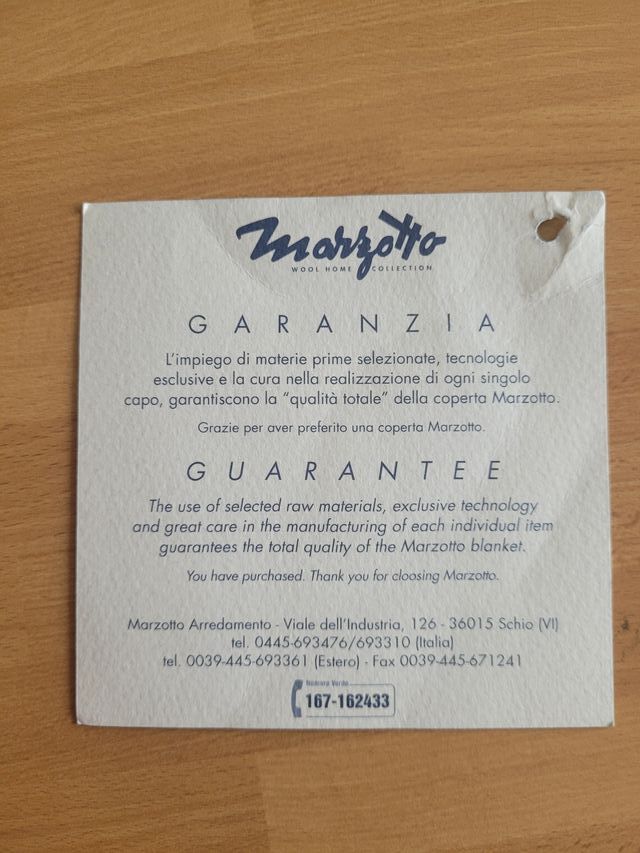 Marzotto
WOOL HOME COLLECTION
GARANZIA
L'impiego di materie prime selezionate, tecnologie
esclusive e la cura nella realizzazione di ogni singolo
capo, garantiscono la "qualità totale" della coperta Marzotto.
Grazie per aver preferito una coperta Marzotto.
GUARANTEE
The use of selected raw materials, exclusive technology
and great care in the manufacturing of each individual item
guarantees the total quality of the Marzotto blanket.
You have purchased. Thank you for cloosing Marzotto.
Marzotto Arredamento - Viale dell'Industria, 126 - 36015 Schio (VI)
tel. 0445-693476/693310 (Italia)
tel. 0039-445-693361 (Estero) - Fax 0039-445-671241
Numero Verde
167-162433